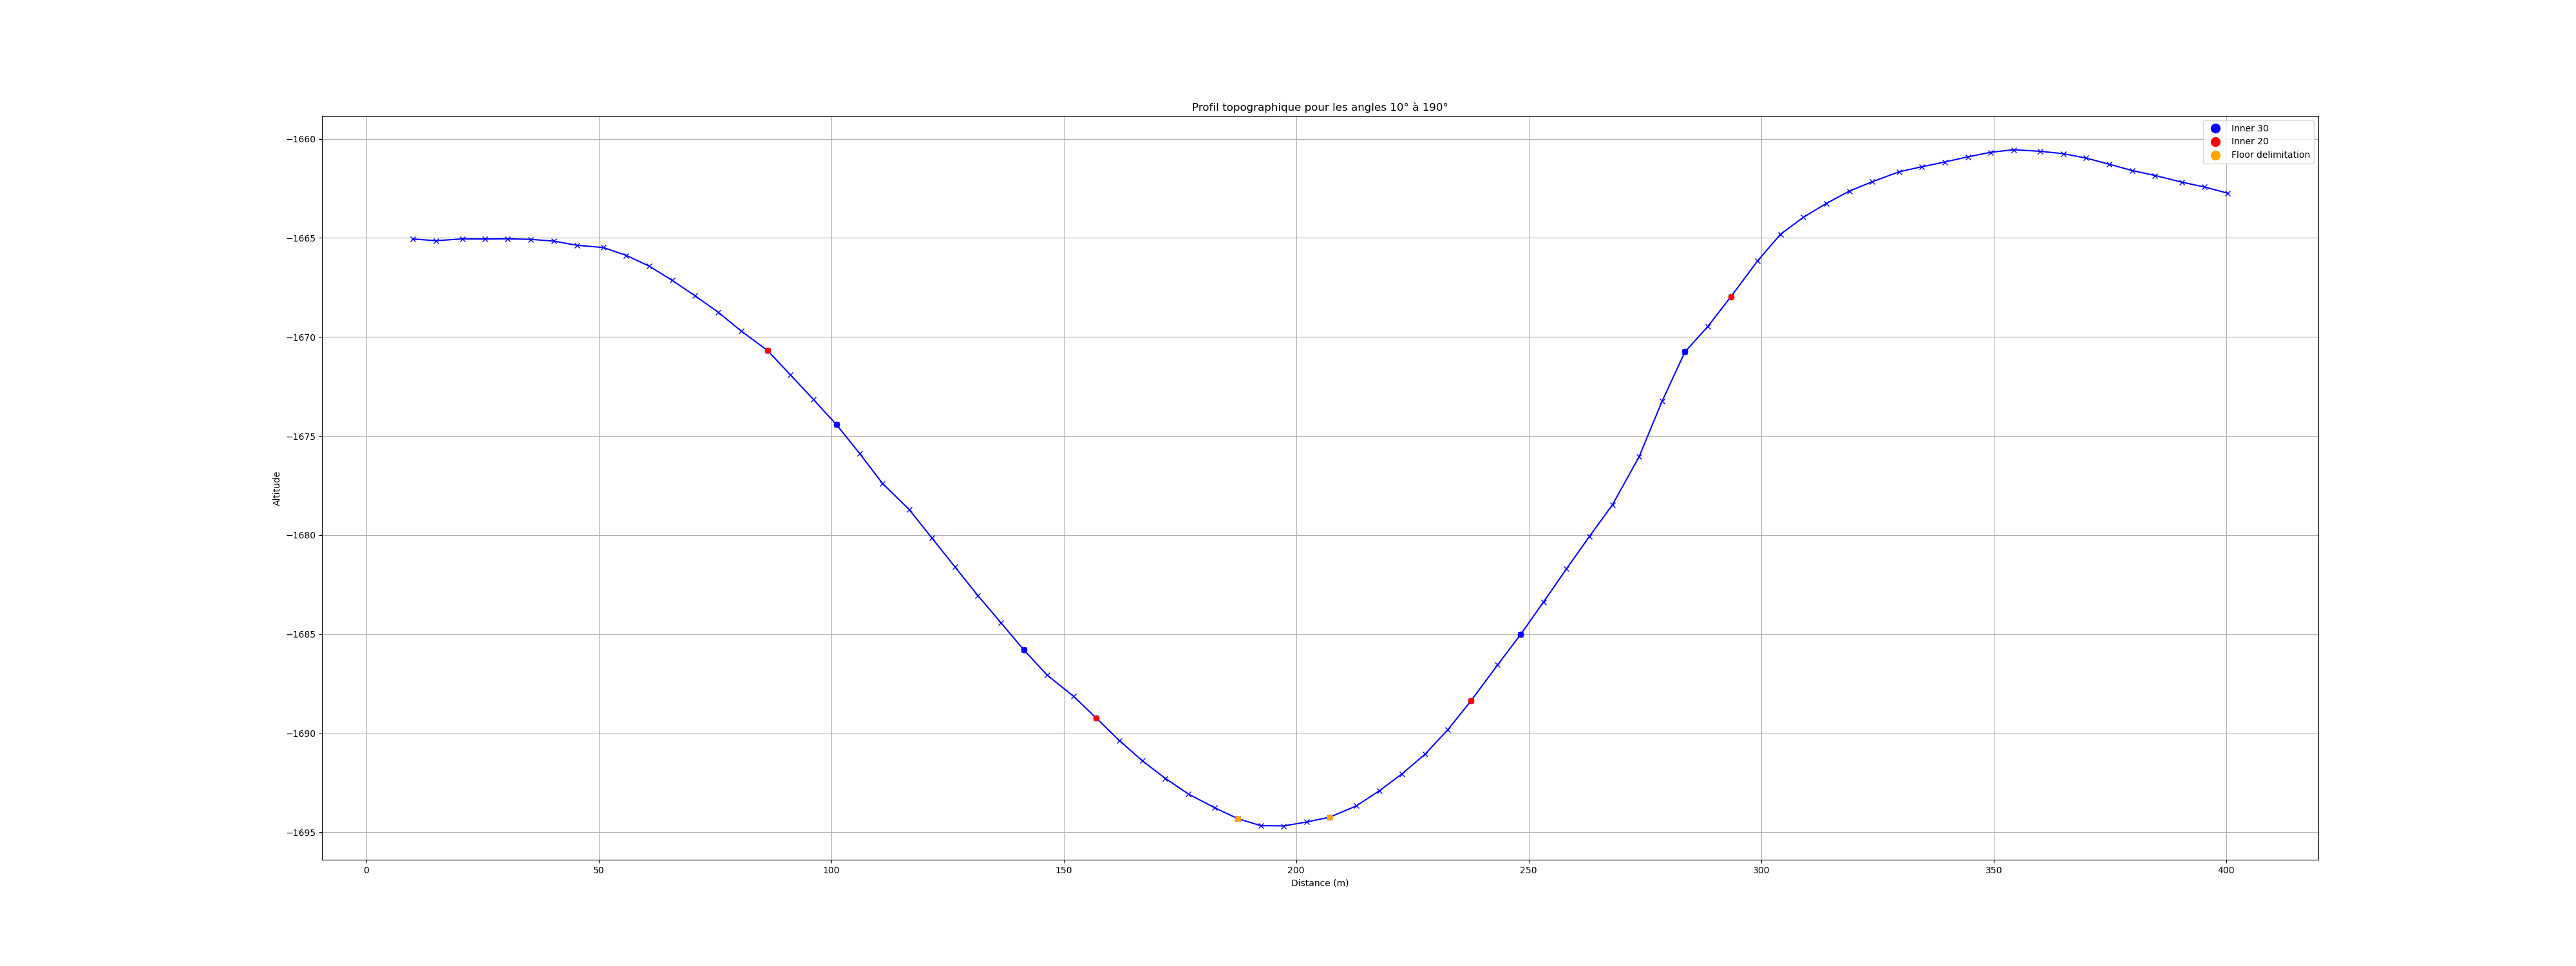 Profil topographique pour les angles 10° à 190°
Inner 30
Inner 20
Floor delimitation
−1660
−1665
−1670
−1675
−1680
−1685
−1690
−1695
Altitude
0 50 100 150 200 250 300 350 400
Distance (m)